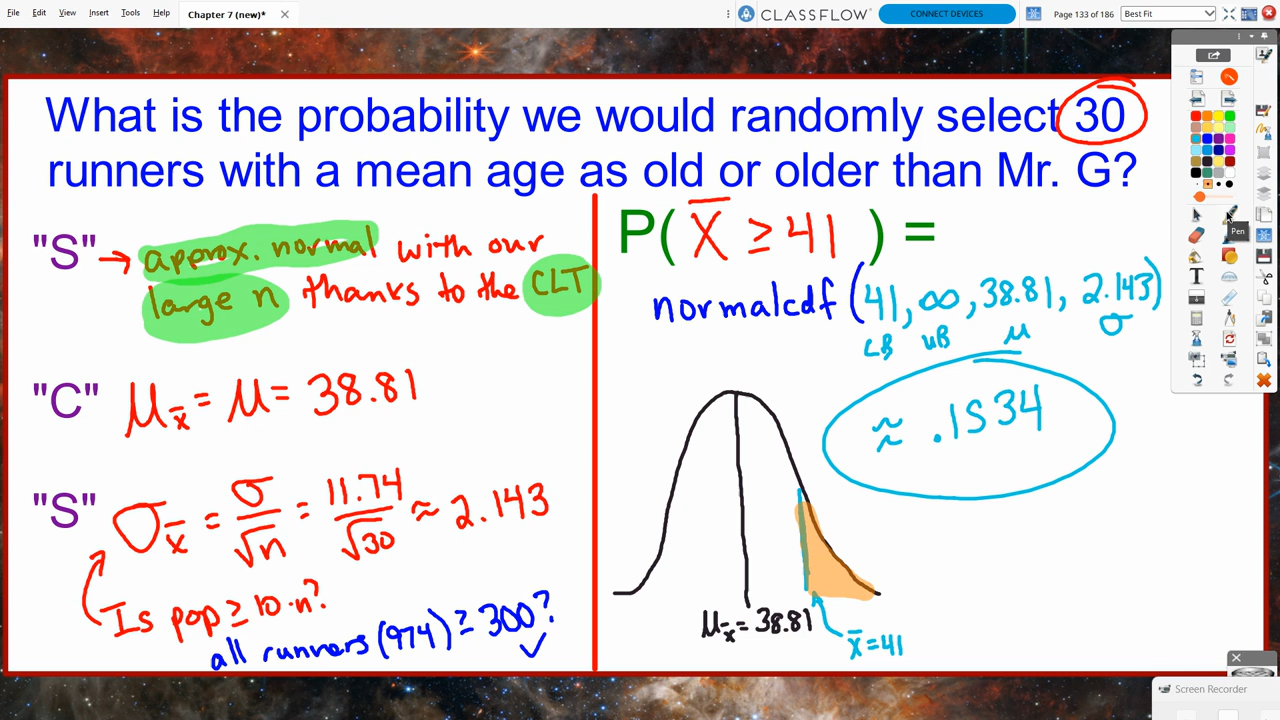 File Edit View Insert Tools Help
Chapter 7 (new)*
CLASSFLOW
CONNECT DEVICES
Page 133 of 186
Best Fit
What is the probability we would randomly select 30
runners with a mean age as old or older than Mr. G?
"S" → approx. normal with our
large n thanks to the CLT
"C" μx̄ = μ = 38.81
"S" σx̄ = σ/√n = 11.74/√30 ≈ 2.143
Is pop ≥ 10·n?
all runners (974) ≥ 300? ✓
P( x̄ ≥ 41 ) =
normalcdf (41, ∞, 38.81, 2.143)
LB UB μ σ
≈ .1534
μx̄ = 38.81
x̄ = 41
Pen
Screen Recorder